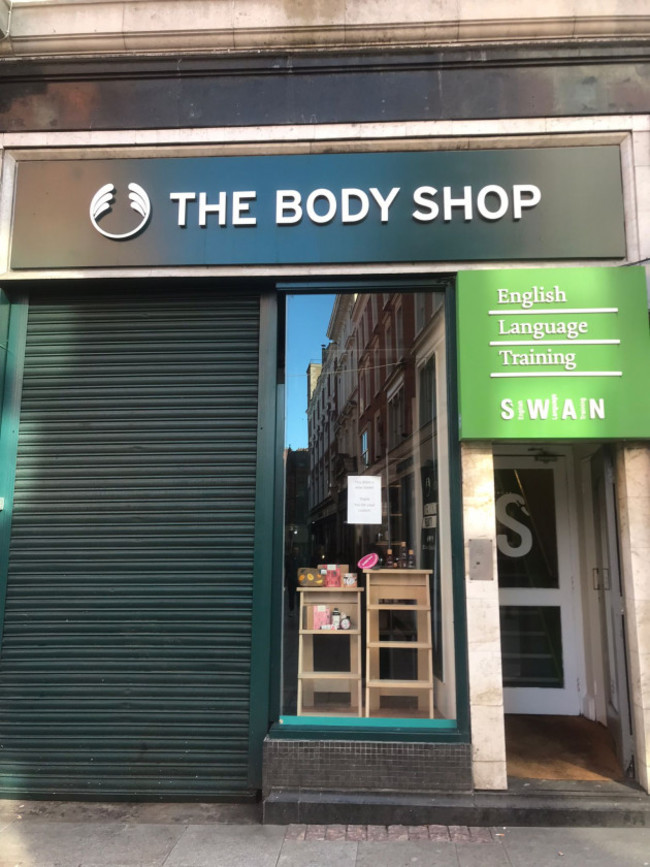 THE BODY SHOP
English
Language
Training
SWAN
S